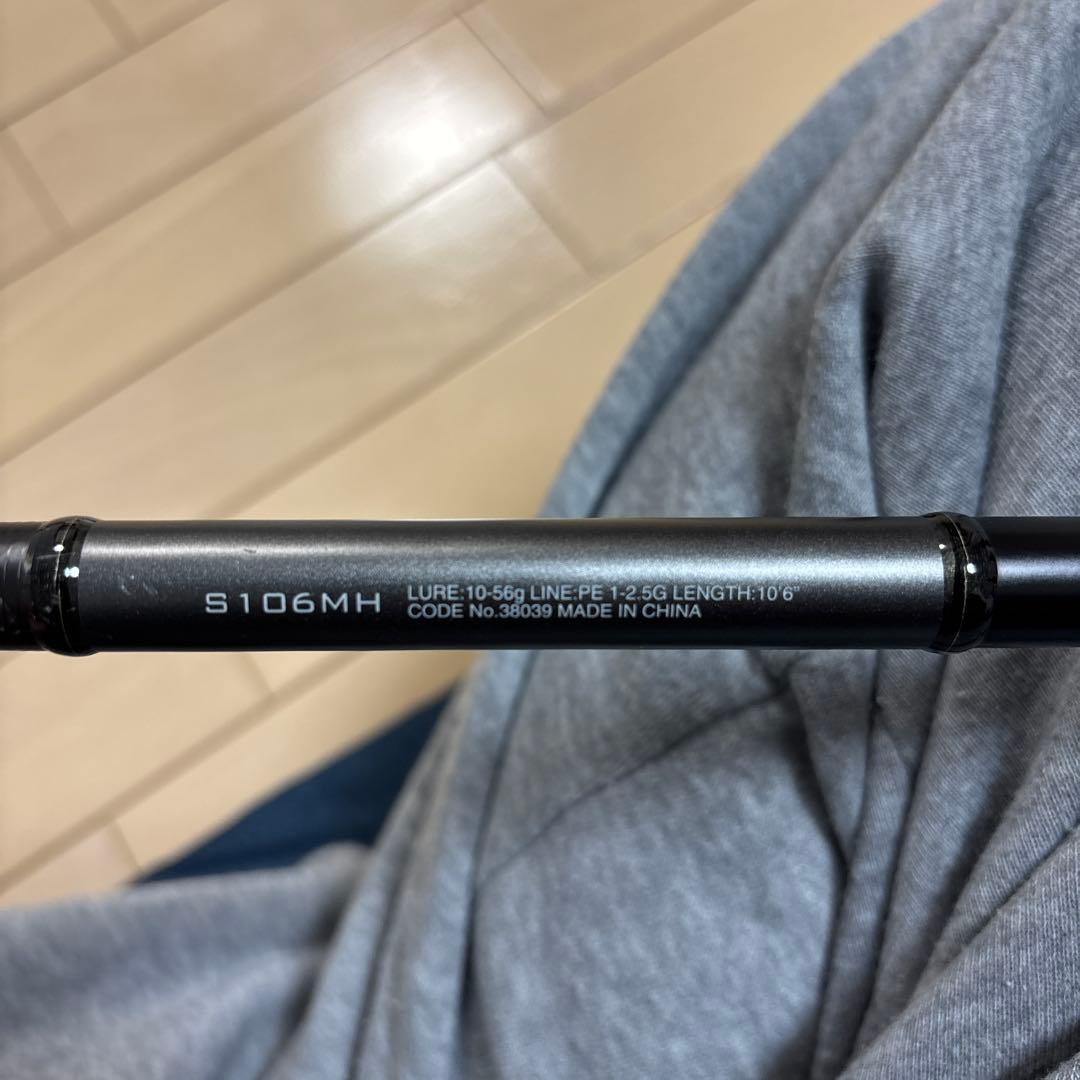 S106MH
LURE:10-56g LINE:PE 1-2.5G LENGTH:10'6"
CODE No.38039 MADE IN CHINA